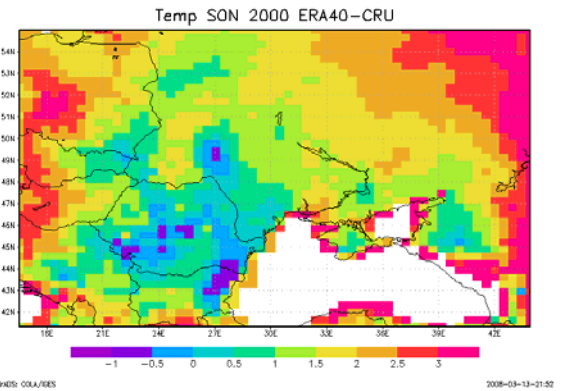 Temp SON 2000 ERA40-CRU
54N
53N
52N
51N
50N
49N
48N
47N
46N
45N
44N
43N
42N
18E 21E 24E 27E 30E 33E 36E 39E 42E
-1 -0.5 0 0.5 1 1.5 2 2.5 3
GrADS: COLA/IGES 2008-03-13-21:52